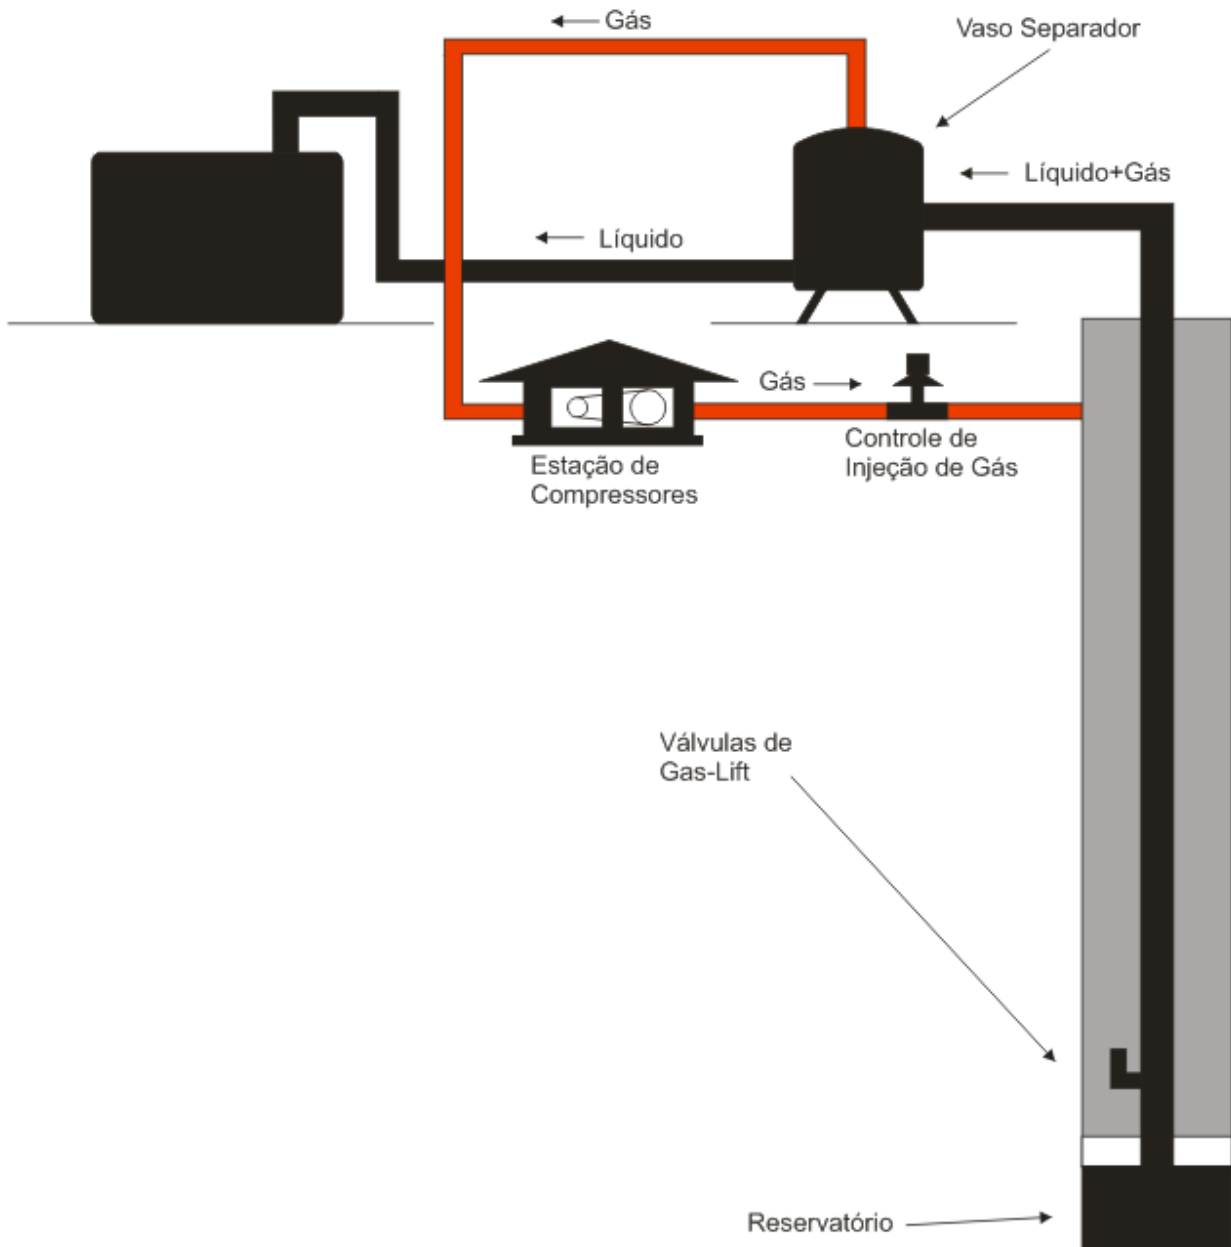 Gás
Vaso Separador
Líquido+Gás
Líquido
Gás
Controle de
Injeção de Gás
Estação de
Compressores
Válvulas de
Gas-Lift
Reservatório